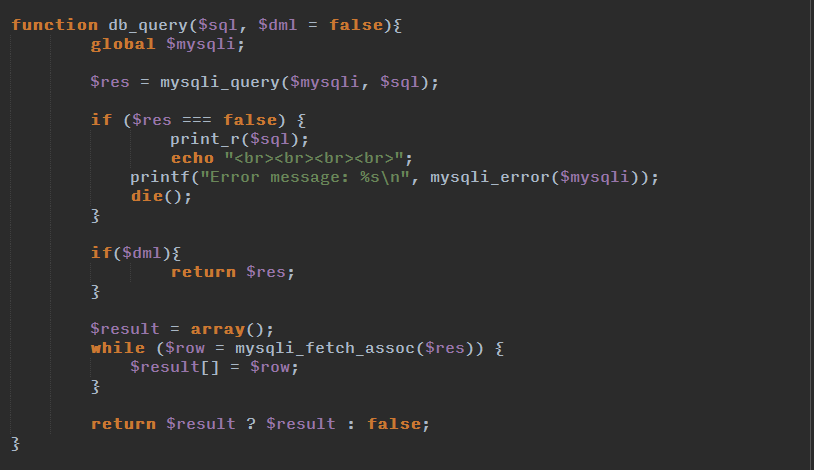 function db_query($sql, $dml = false){
global $mysqli;
$res = mysqli_query($mysqli, $sql);
if ($res === false) {
print_r($sql);
echo "<br><br><br><br>";
printf("Error message: %s\n", mysqli_error($mysqli));
die();
}
if($dml){
return $res;
}
$result = array();
while ($row = mysqli_fetch_assoc($res)) {
$result[] = $row;
}
return $result ? $result : false;
}